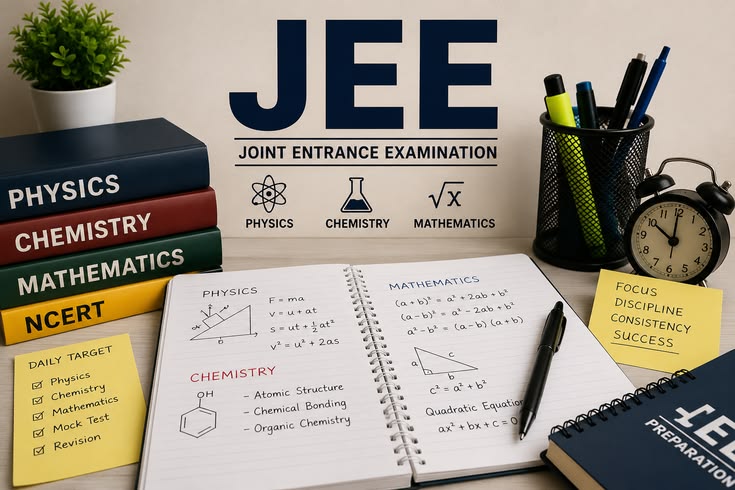 JEE
JOINT ENTRANCE EXAMINATION
PHYSICS
CHEMISTRY
√x
MATHEMATICS
PHYSICS
CHEMISTRY
MATHEMATICS
NCERT
DAILY TARGET
Physics
Chemistry
Mathematics
Mock Test
Revision
PHYSICS
F = ma
v = u + at
s = ut + ½at²
v² = u² + 2as
CHEMISTRY
OH
- Atomic Structure
- Chemical Bonding
- Organic Chemistry
MATHEMATICS
(a + b)² = a² + 2ab + b²
(a - b)² = a² - 2ab + b²
a² - b² = (a - b) (a + b)
a
c
b
c² = a² + b²
Quadratic Equation
ax² + bx + c = 0
FOCUS
DISCIPLINE
CONSISTENCY
SUCCESS
JEE
PREPARATION